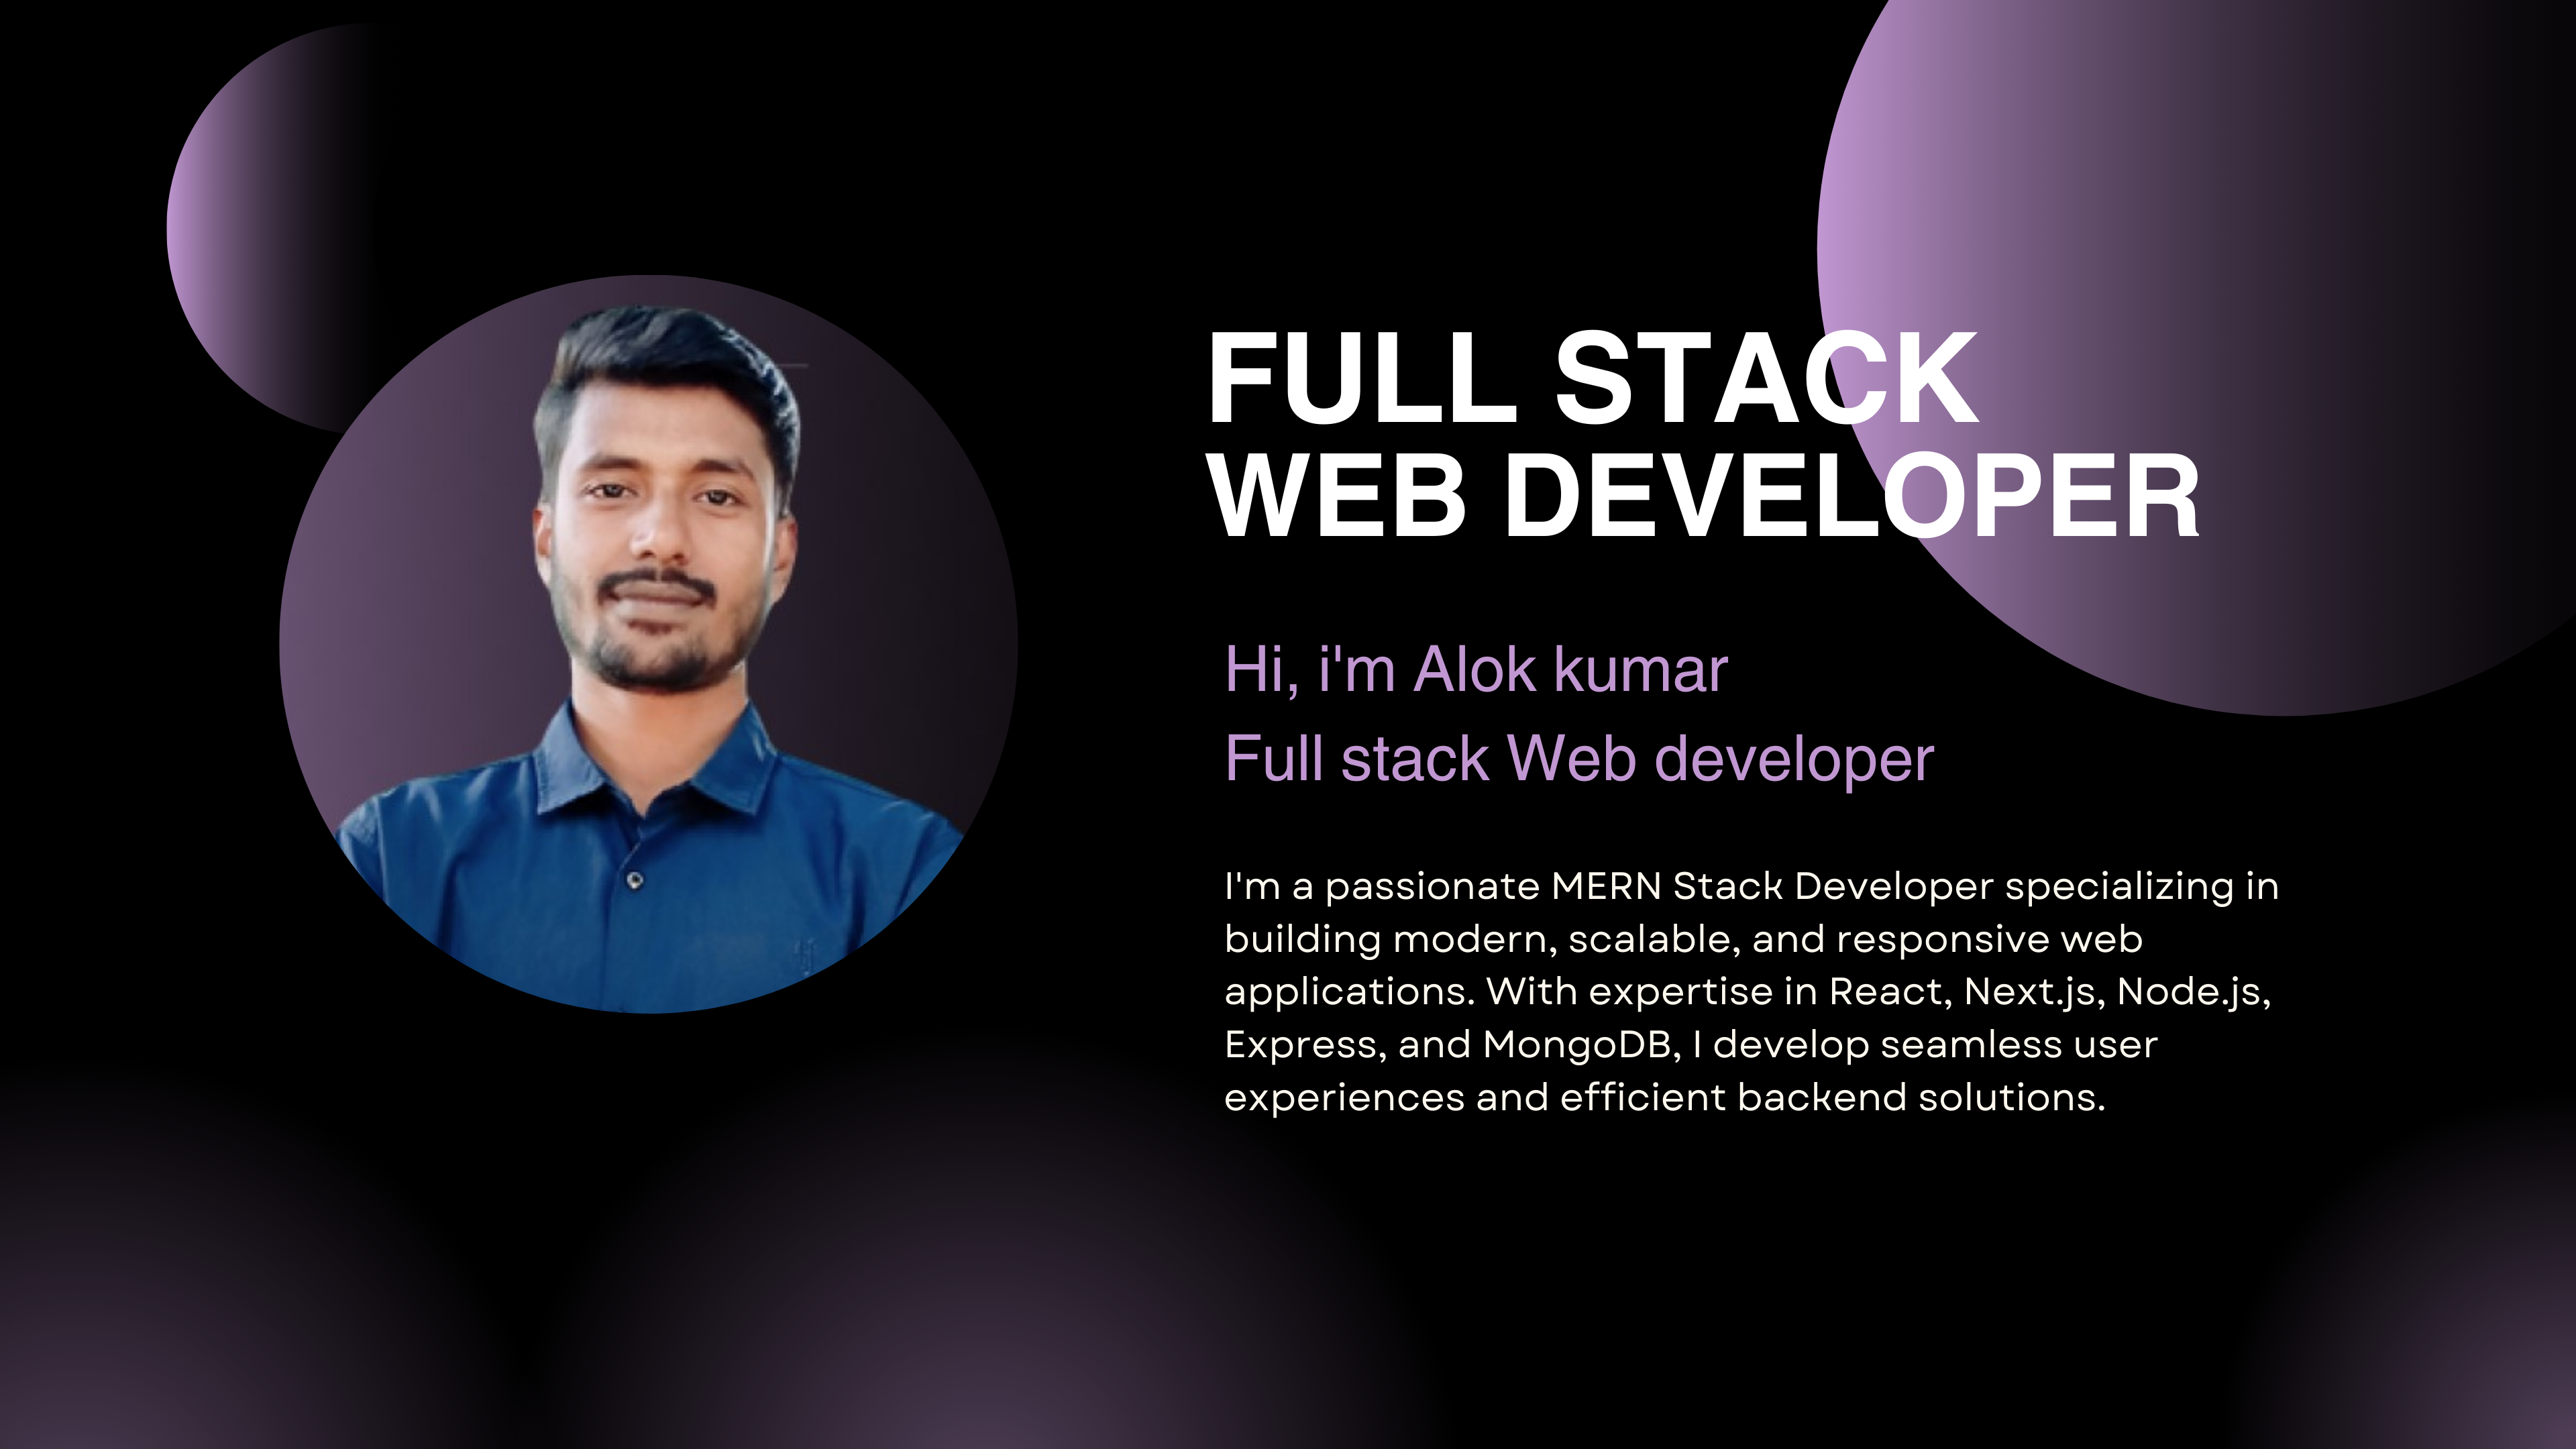 FULL STACK
WEB DEVELOPER
Hi, i'm Alok kumar
Full stack Web developer
I'm a passionate MERN Stack Developer specializing in
building modern, scalable, and responsive web
applications. With expertise in React, Next.js, Node.js,
Express, and MongoDB, I develop seamless user
experiences and efficient backend solutions.